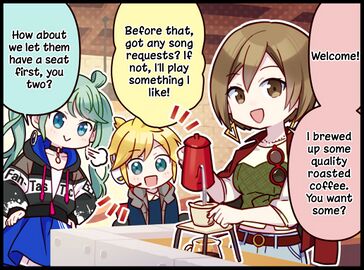 Welcome!
I brewed
up some
quality
roasted
coffee.
You want
some?
Before that,
got any song
requests? If
not, I'll play
something I
like!
How about
we let them
have a seat
first, you
two?
Fan-Tas